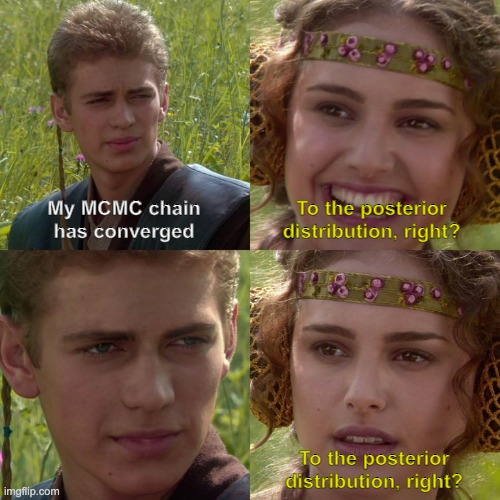 My MCMC chain
has converged
To the posterior
distribution, right?
To the posterior
distribution, right?
imgflip.com